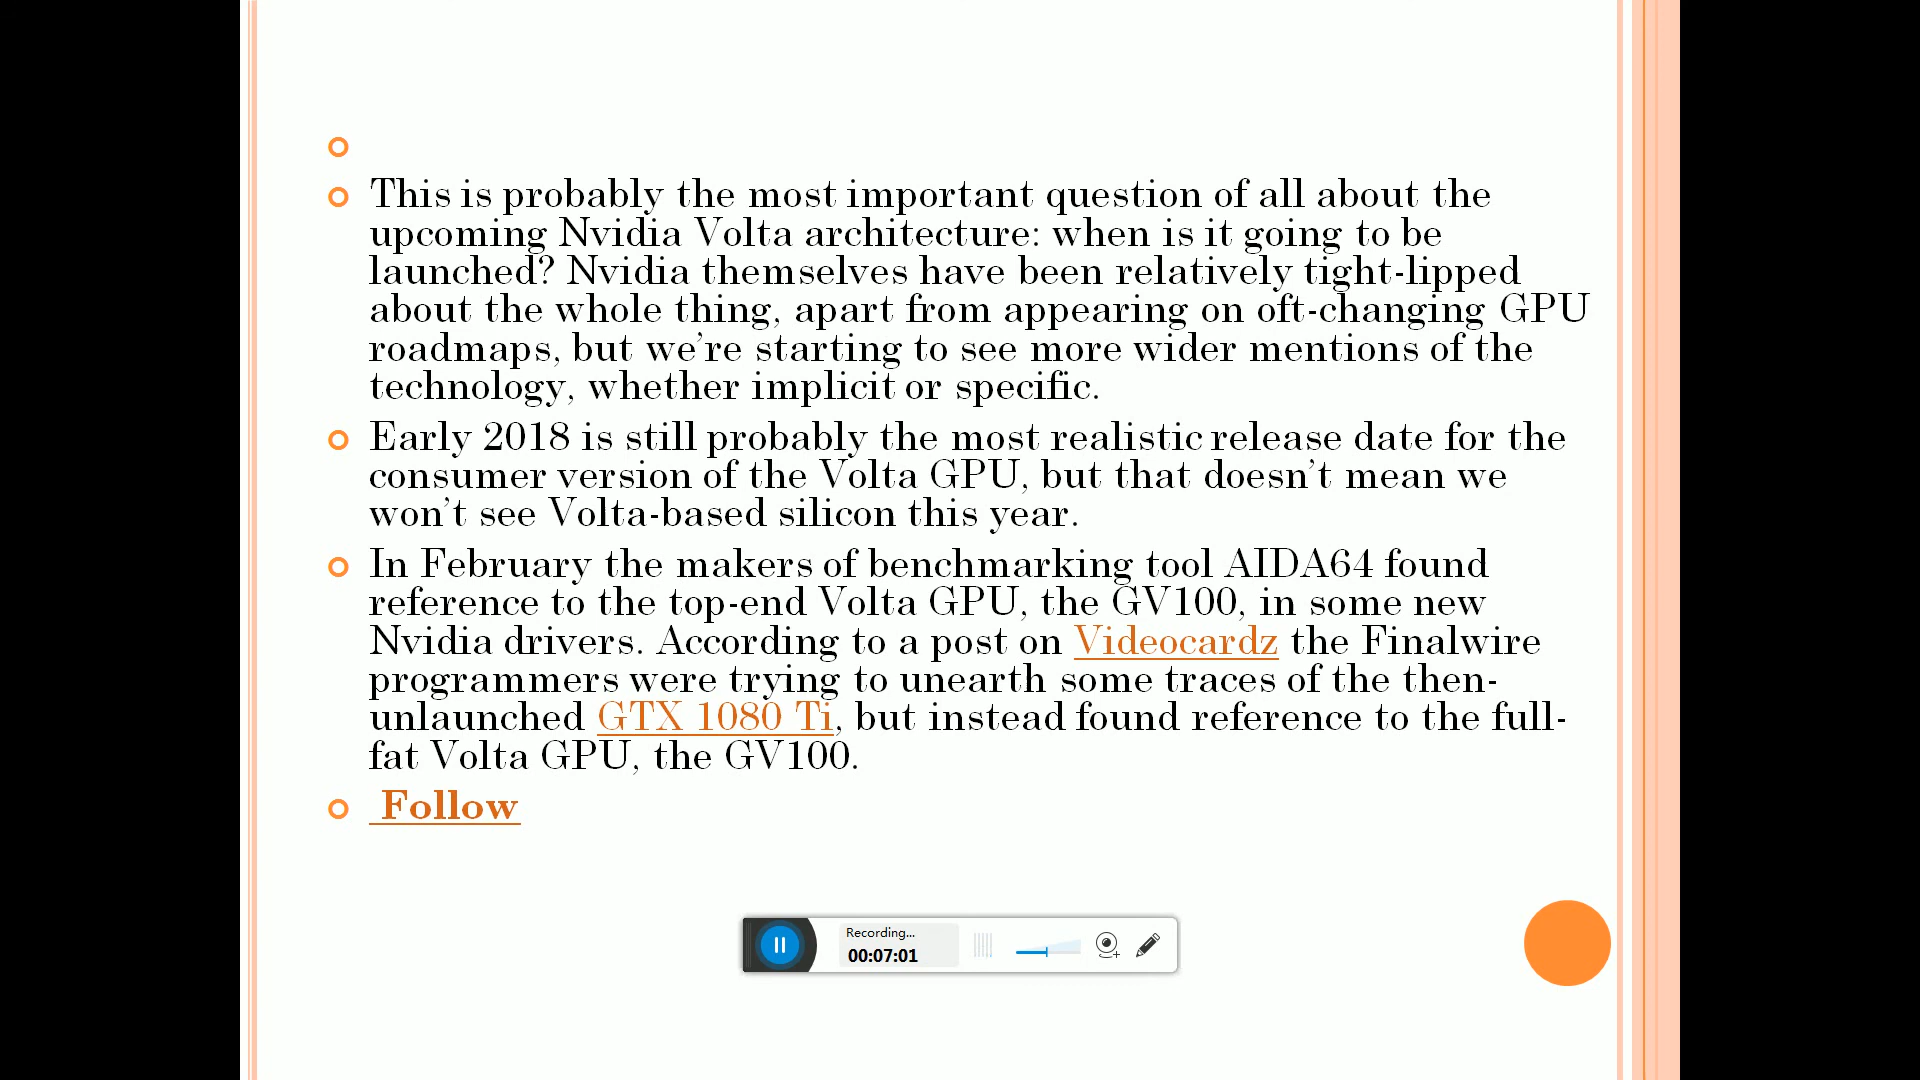 This is probably the most important question of all about the
upcoming Nvidia Volta architecture: when is it going to be
launched? Nvidia themselves have been relatively tight-lipped
about the whole thing, apart from appearing on oft-changing GPU
roadmaps, but we’re starting to see more wider mentions of the
technology, whether implicit or specific.
Early 2018 is still probably the most realistic release date for the
consumer version of the Volta GPU, but that doesn’t mean we
won’t see Volta-based silicon this year.
In February the makers of benchmarking tool AIDA64 found
reference to the top-end Volta GPU, the GV100, in some new
Nvidia drivers. According to a post on Videocardz the Finalwire
programmers were trying to unearth some traces of the then-
unlaunched GTX 1080 Ti, but instead found reference to the full-
fat Volta GPU, the GV100.
Follow
Recording...
00:07:01